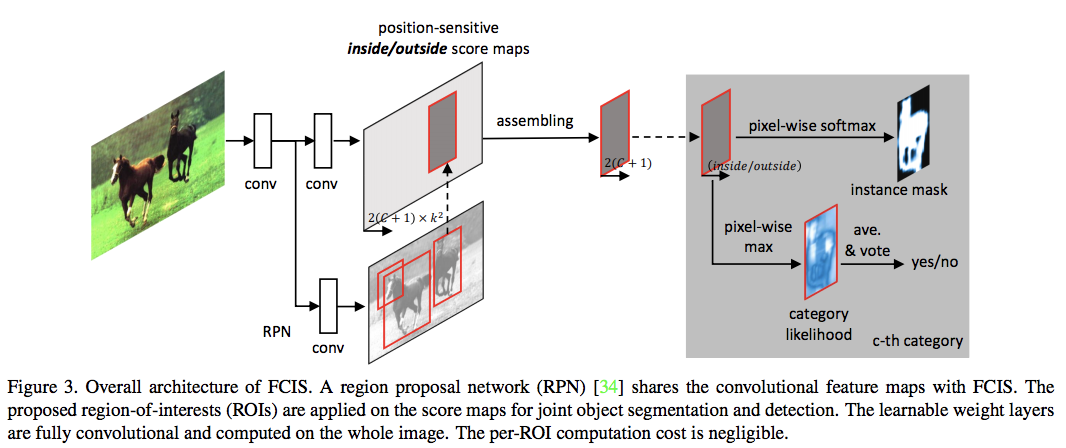 position-sensitive
inside/outside score maps
conv
conv
2(C + 1) × k²
assembling
2(C + 1)
(inside/outside)
pixel-wise softmax
instance mask
pixel-wise
max
ave.
& vote
yes/no
category
likelihood
c-th category
RPN
conv
Figure 3. Overall architecture of FCIS. A region proposal network (RPN) [34] shares the convolutional feature maps with FCIS. The
proposed region-of-interests (ROIs) are applied on the score maps for joint object segmentation and detection. The learnable weight layers
are fully convolutional and computed on the whole image. The per-ROI computation cost is negligible.